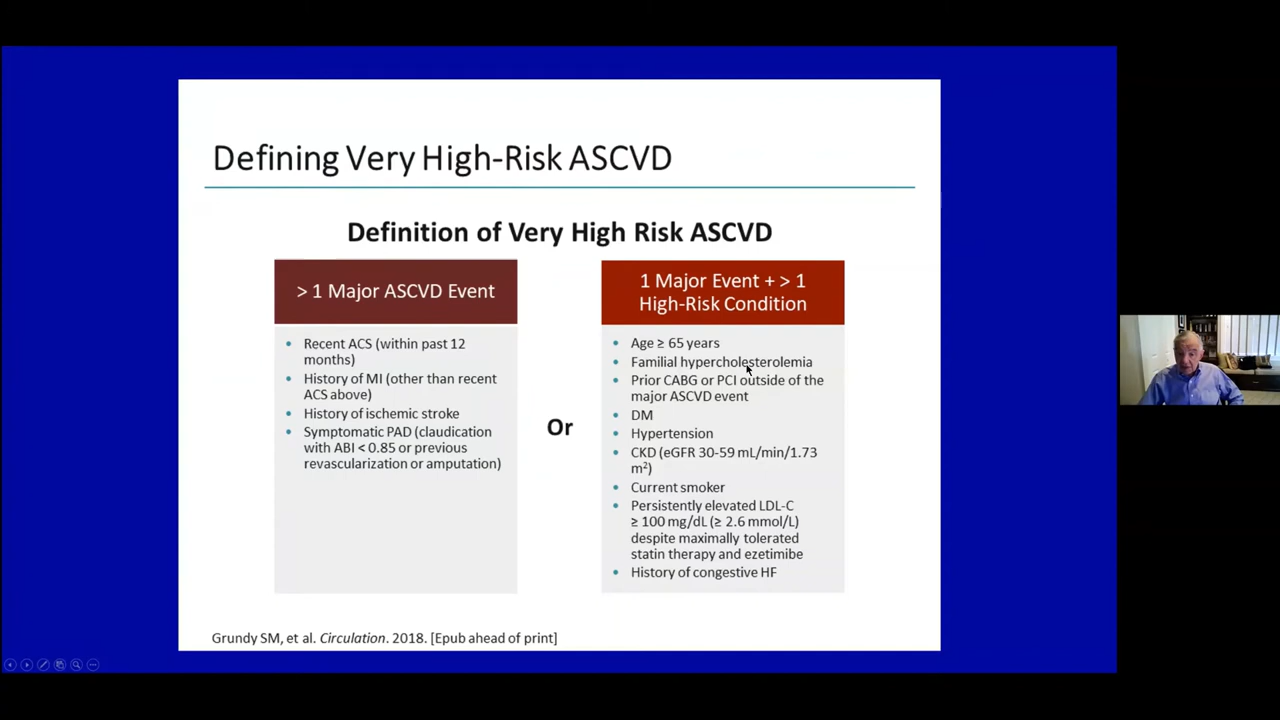 Defining Very High-Risk ASCVD
Definition of Very High Risk ASCVD
> 1 Major ASCVD Event
• Recent ACS (within past 12
months)
• History of MI (other than recent
ACS above)
• History of ischemic stroke
• Symptomatic PAD (claudication
with ABI < 0.85 or previous
revascularization or amputation)
Or
1 Major Event + > 1
High-Risk Condition
• Age ≥ 65 years
• Familial hypercholesterolemia
• Prior CABG or PCI outside of the
major ASCVD event
• DM
• Hypertension
• CKD (eGFR 30-59 mL/min/1.73
m²)
• Current smoker
• Persistently elevated LDL-C
≥ 100 mg/dL (≥ 2.6 mmol/L)
despite maximally tolerated
statin therapy and ezetimibe
• History of congestive HF
Grundy SM, et al. Circulation. 2018. [Epub ahead of print]